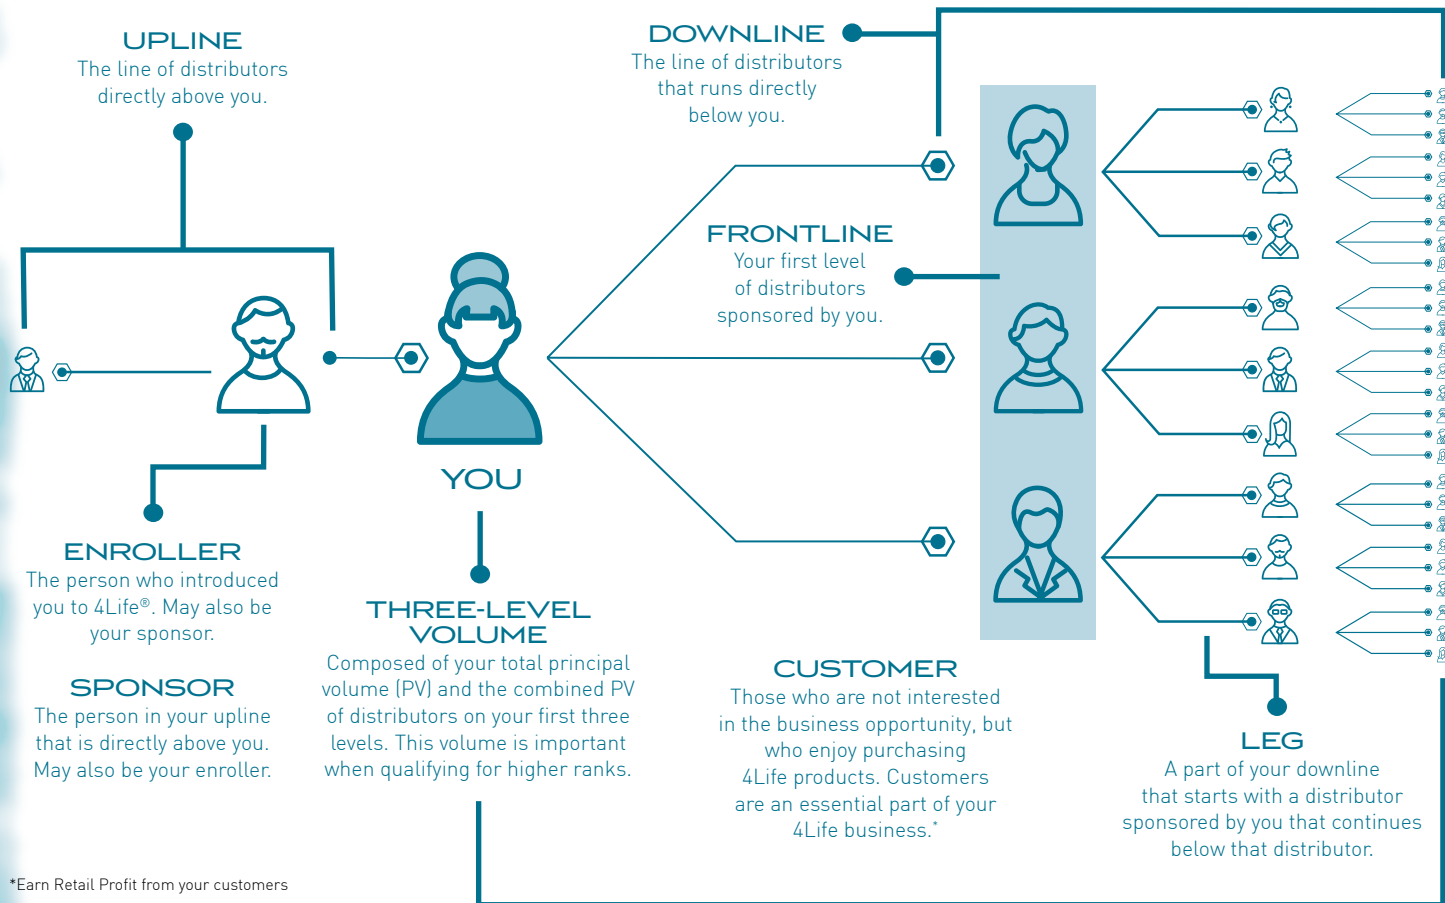 UPLINE
The line of distributors
directly above you.
DOWNLINE
The line of distributors
that runs directly
below you.
FRONTLINE
Your first level
of distributors
sponsored by you.
YOU
ENROLLER
The person who introduced
you to 4Life®. May also be
your sponsor.
SPONSOR
The person in your upline
that is directly above you.
May also be your enroller.
THREE-LEVEL
VOLUME
Composed of your total principal
volume (PV) and the combined PV
of distributors on your first three
levels. This volume is important
when qualifying for higher ranks.
CUSTOMER
Those who are not interested
in the business opportunity, but
who enjoy purchasing
4Life products. Customers
are an essential part of your
4Life business.*
LEG
A part of your downline
that starts with a distributor
sponsored by you that continues
below that distributor.
*Earn Retail Profit from your customers